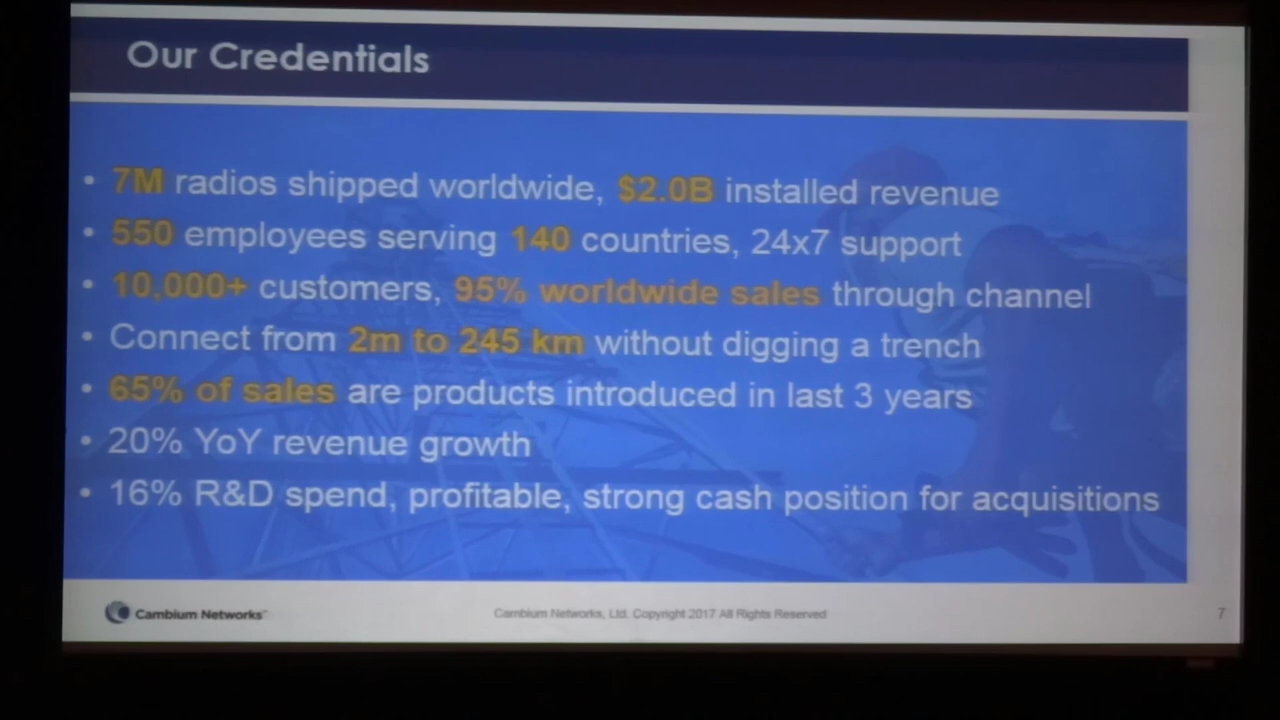 Our Credentials
• 7M radios shipped worldwide, $2.0B installed revenue
• 550 employees serving 140 countries, 24x7 support
• 10,000+ customers, 95% worldwide sales through channel
• Connect from 2m to 245 km without digging a trench
• 65% of sales are products introduced in last 3 years
• 20% YoY revenue growth
• 16% R&D spend, profitable, strong cash position for acquisitions
Cambium Networks™ Cambium Networks, Ltd. Copyright 2017 All Rights Reserved 7